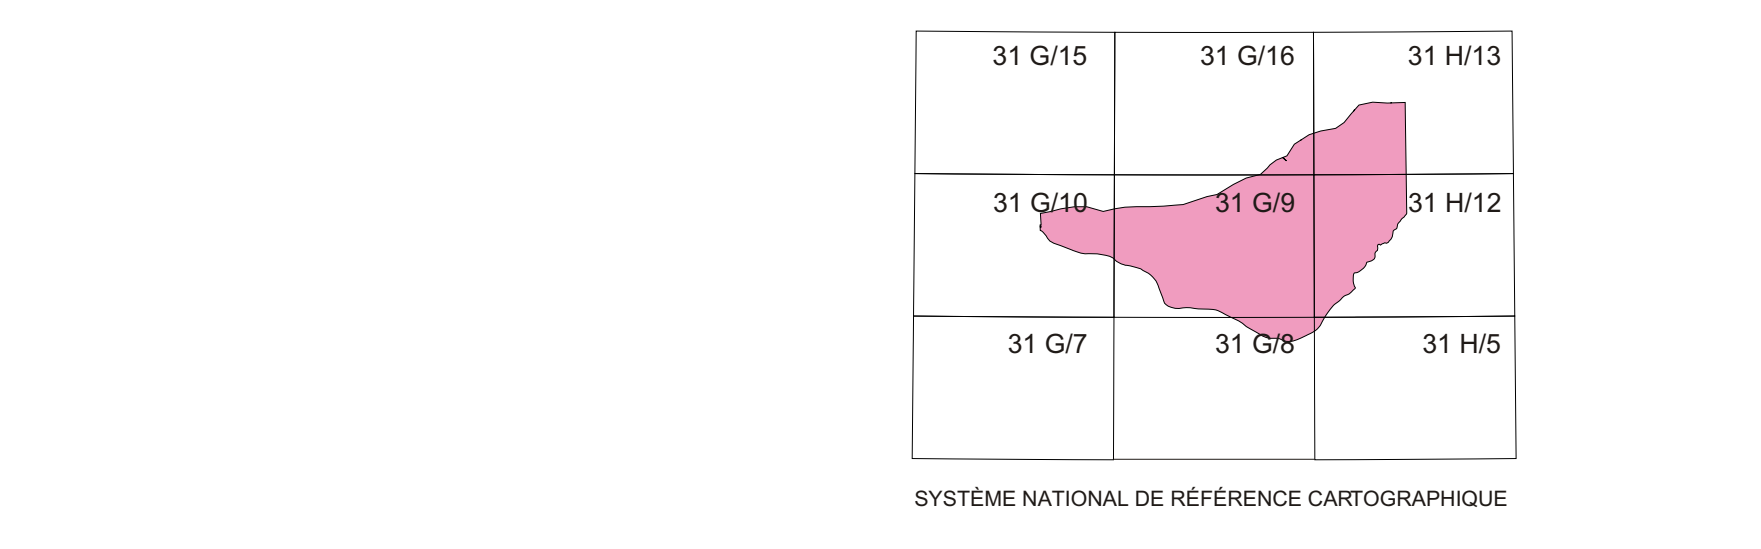 31 G/15 31 G/16 31 H/13
31 G/10 31 G/9 31 H/12
31 G/7 31 G/8 31 H/5
SYSTÈME NATIONAL DE RÉFÉRENCE CARTOGRAPHIQUE